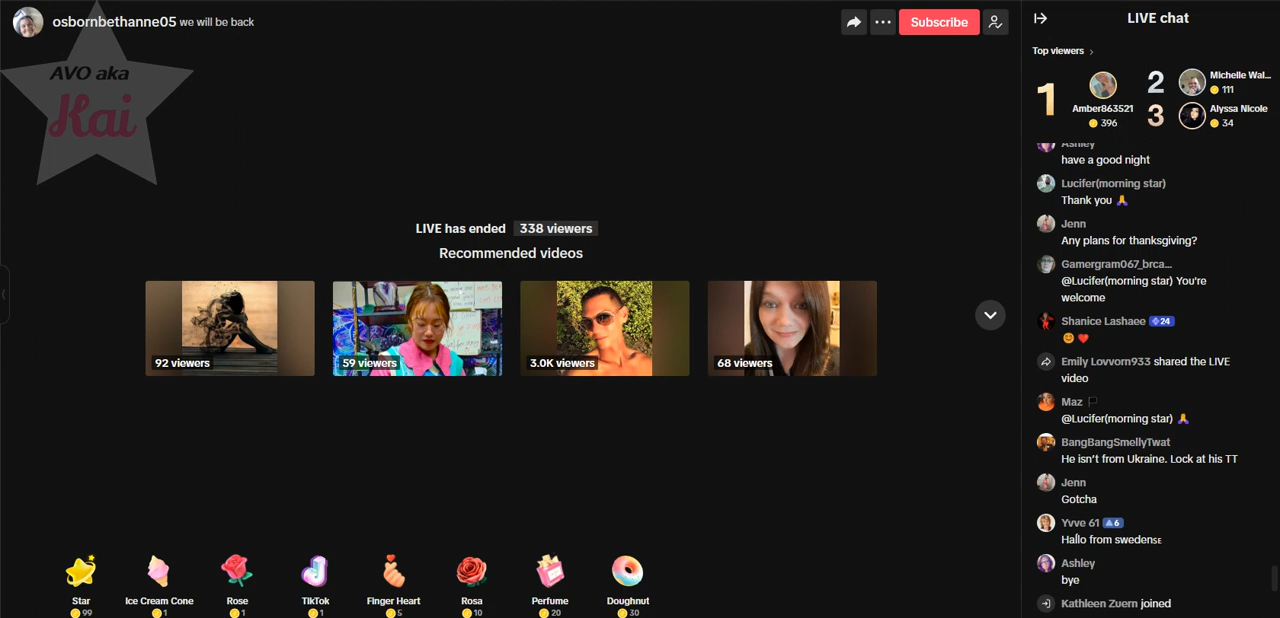 osbornbethanne05 we will be back
Subscribe
AVO aka
Kai
LIVE has ended 338 viewers
Recommended videos
92 viewers
59 viewers
3.0K viewers
68 viewers
Star
99
Ice Cream Cone
1
Rose
1
TikTok
1
Finger Heart
5
Rosa
10
Perfume
20
Doughnut
30
LIVE chat
Top viewers
1
Amber863521
396
2
Michelle Wal...
111
3
Alyssa Nicole
34
Ashley
have a good night
Lucifer(morning star)
Thank you 🙏
Jenn
Any plans for thanksgiving?
Gamergram067_brca...
@Lucifer(morning star) You're
welcome
Shanice Lashaee 24
😊 ❤️
Emily Lovvorn933 shared the LIVE
video
Maz 🏴
@Lucifer(morning star) 🙏
BangBangSmellyTwat
He isn't from Ukraine. Lock at his TT
Jenn
Gotcha
Yvve 61 6
Hallo from swedenSE
Ashley
bye
Kathleen Zuern joined